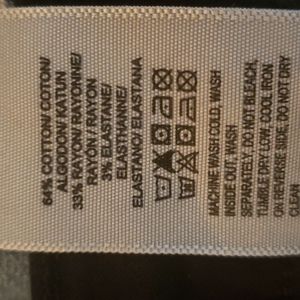 64% COTTON/ COTON/
ALGODON/ KATUN
33% RAYON/ RAYONNE/
RAYON / RAYON
3% ELASTANE/
ELASTHANNE/
ELASTANO/ ELASTANA
MACHINE WASH COLD, WASH
INSIDE OUT, WASH
SEPARATELY, DO NOT BLEACH,
TUMBLE DRY LOW, COOL IRON
ON REVERSE SIDE, DO NOT DRY
CLEAN